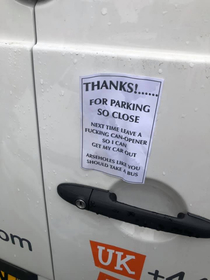 THANKS!......
FOR PARKING
SO CLOSE
NEXT TIME LEAVE A
FUCKING CAN-OPENER
SO I CAN
GET MY CAR OUT
ARSEHOLES LIKE YOU
SHOULD TAKE A BUS
.com
UK